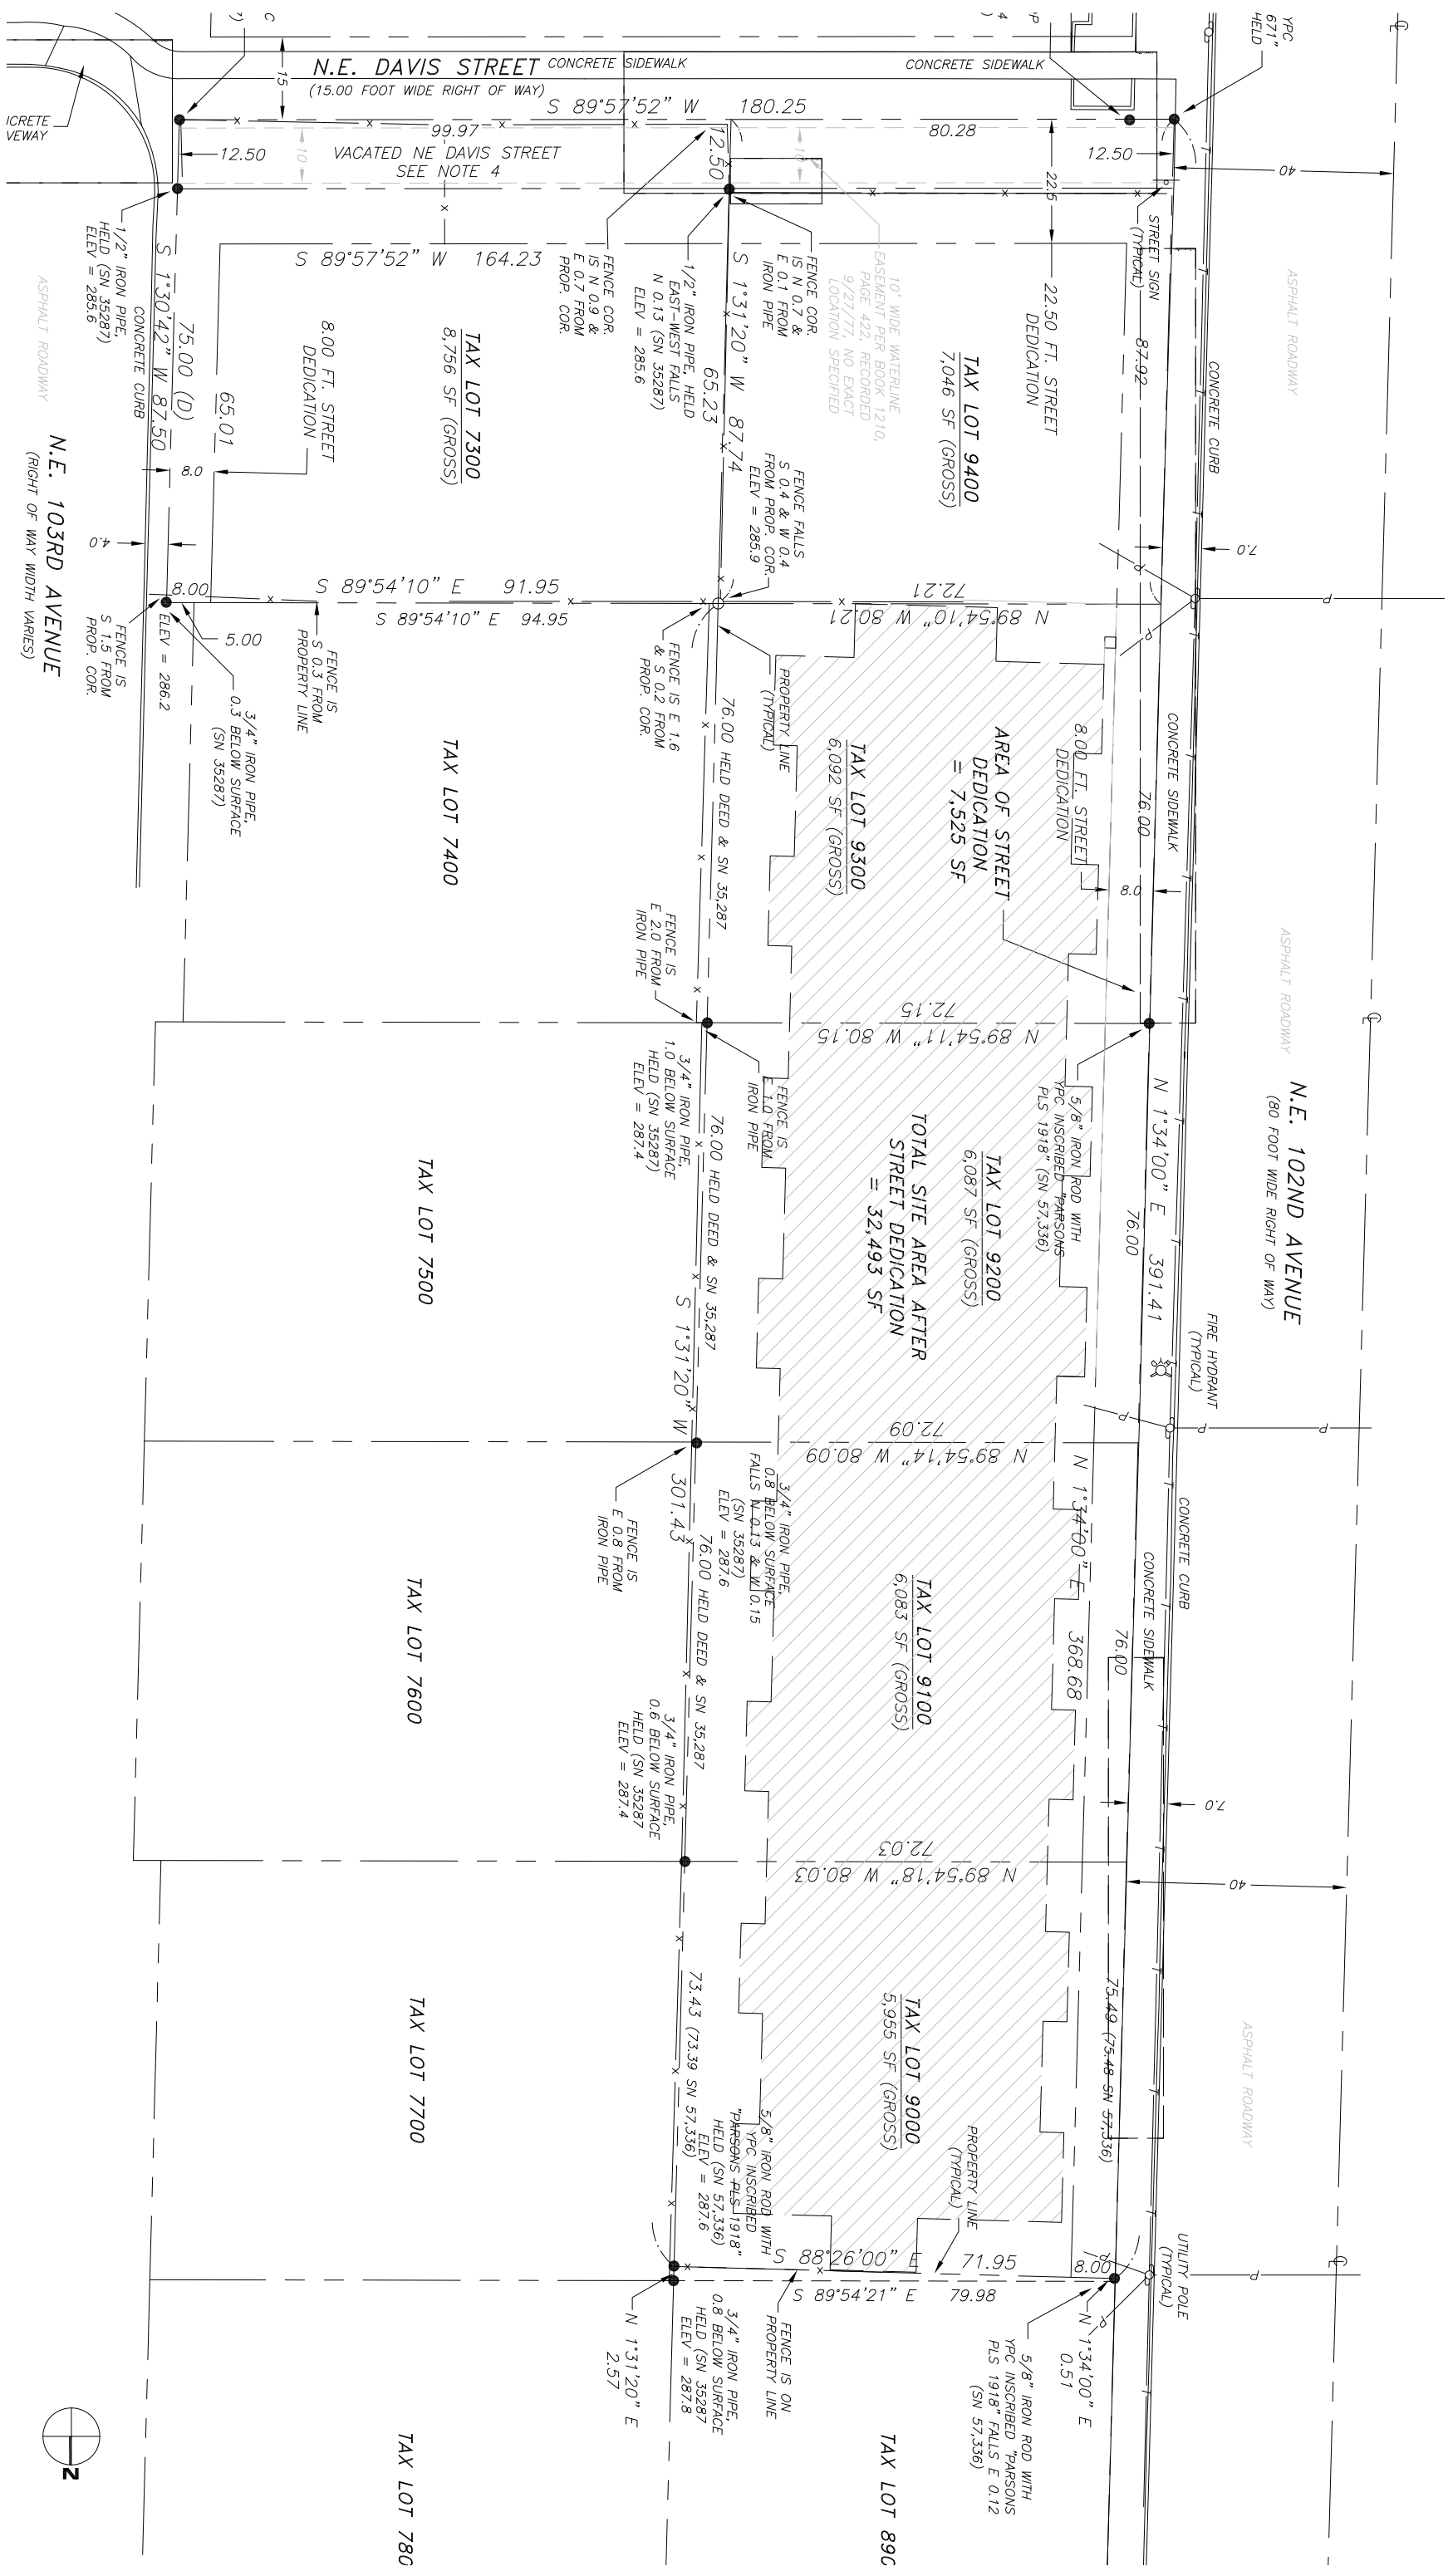 YPC
671"
HELD
N.E. DAVIS STREET
(15.00 FOOT WIDE RIGHT OF WAY)
CONCRETE SIDEWALK
CONCRETE SIDEWALK
15
S 89°57'52" W 180.25
99.97
80.28
12.50
12.50
12.50
10
10
VACATED NE DAVIS STREET
SEE NOTE 4
22.5
40
S 89°57'52" W 164.23
STREET SIGN
(TYPICAL)
1/2" IRON PIPE,
HELD (SN 35287)
ELEV = 285.6
S 1°30'42" W 87.50
75.00 (D)
CONCRETE CURB
65.01
8.00 FT. STREET
DEDICATION
8.0
4.0
ASPHALT ROADWAY
N.E. 103RD AVENUE
(RIGHT OF WAY WIDTH VARIES)
TAX LOT 7300
8,756 SF (GROSS)
FENCE COR.
IS N 0.9 &
E 0.7 FROM
PROP. COR.
1/2" IRON PIPE, HELD
EAST-WEST FALLS
N 0.13 (SN 35287)
ELEV = 285.6
FENCE COR.
IS N 0.7 &
E 0.1 FROM
IRON PIPE
S 1°31'20" W 87.74
65.23
10' WIDE WATERLINE
EASEMENT PER BOOK 1210,
PAGE 422, RECORDED
9/27/77, NO EXACT
LOCATION SPECIFIED
22.50 FT. STREET
DEDICATION
TAX LOT 9400
7,046 SF (GROSS)
87.92
FENCE FALLS
S 0.4 & W 0.4
FROM PROP. COR.
ELEV = 285.9
CONCRETE CURB
ASPHALT ROADWAY
7.0
S 89°54'10" E 91.95
S 89°54'10" E 94.95
72.21
N 89°54'10" W 80.21
8.00
5.00
ELEV = 286.2
FENCE IS
S 1.5 FROM
PROP. COR.
FENCE IS
S 0.3 FROM
PROPERTY LINE
3/4" IRON PIPE,
0.3 BELOW SURFACE
(SN 35287)
FENCE IS E 1.6
& S 0.2 FROM
PROP. COR.
PROPERTY LINE
(TYPICAL)
TAX LOT 7400
76.00 HELD DEED & SN 35,287
TAX LOT 9300
6,092 SF (GROSS)
AREA OF STREET
DEDICATION
= 7,525 SF
8.00 FT. STREET
DEDICATION
8.0
76.00
CONCRETE SIDEWALK
FENCE IS
E 2.0 FROM
IRON PIPE
72.15
N 89°54'11" W 80.15
ASPHALT ROADWAY
N.E. 102ND AVENUE
(80 FOOT WIDE RIGHT OF WAY)
3/4" IRON PIPE,
1.0 BELOW SURFACE
HELD (SN 35287)
ELEV = 287.4
FENCE IS
E 1.0 FROM
IRON PIPE
5/8" IRON ROD WITH
YPC INSCRIBED "PARSONS
PLS 1918" (SN 57,336)
N 1°34'00" E 391.41
76.00
TAX LOT 7500
76.00 HELD DEED & SN 35,287
S 1°31'20" W 301.43
TOTAL SITE AREA AFTER
STREET DEDICATION
= 32,493 SF
TAX LOT 9200
6,087 SF (GROSS)
FIRE HYDRANT
(TYPICAL)
72.09
N 89°54'14" W 80.09
FENCE IS
E 0.8 FROM
IRON PIPE
3/4" IRON PIPE,
0.8 BELOW SURFACE
FALLS N 0.13 & W 0.15
(SN 35287)
ELEV = 287.6
N 1°34'00" E 368.68
CONCRETE CURB
CONCRETE SIDEWALK
76.00
TAX LOT 7600
76.00 HELD DEED & SN 35,287
TAX LOT 9100
6,083 SF (GROSS)
3/4" IRON PIPE,
0.6 BELOW SURFACE
HELD (SN 35287
ELEV = 287.4
7.0
40
72.03
N 89°54'18" W 80.03
TAX LOT 7700
73.43 (73.39 SN 57,336)
TAX LOT 9000
5,955 SF (GROSS)
75.49 (75.48 SN 57,336)
ASPHALT ROADWAY
5/8" IRON ROD WITH
YPC INSCRIBED
"PARSONS PLS 1918"
HELD (SN 57,336)
ELEV = 287.6
PROPERTY LINE
(TYPICAL)
S 88°26'00" E 71.95
8.00
S 89°54'21" E 79.98
UTILITY POLE
(TYPICAL)
N 1°31'20" E
2.57
3/4" IRON PIPE,
0.8 BELOW SURFACE
HELD (SN 35287
ELEV = 287.8
FENCE IS ON
PROPERTY LINE
5/8" IRON ROD WITH
YPC INSCRIBED "PARSONS
PLS 1918" FALLS E 0.12
(SN 57,336)
N 1°34'00" E
0.51
TAX LOT 780
TAX LOT 890
N